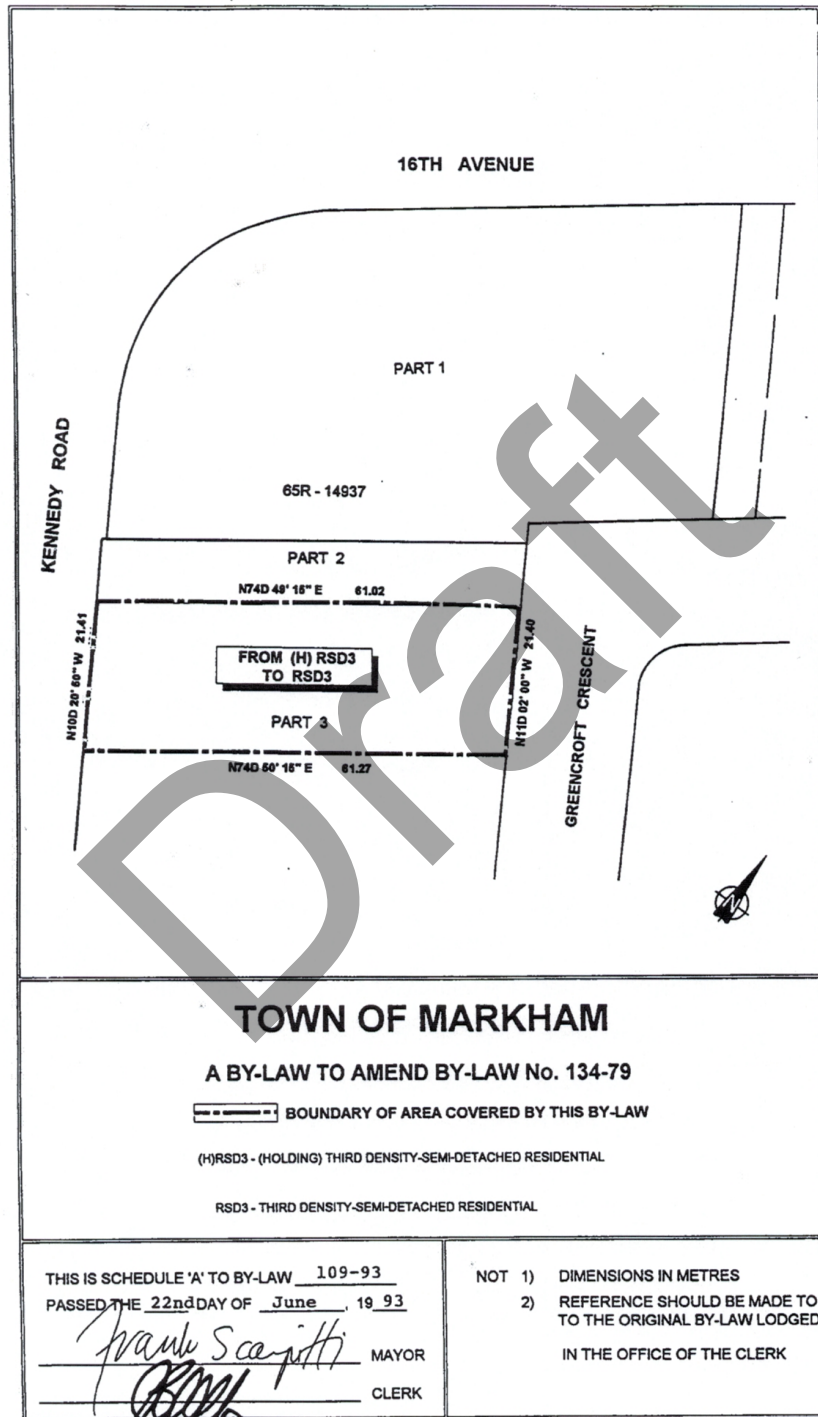 16TH AVENUE
PART 1
KENNEDY ROAD
65R - 14937
PART 2
N74D 49' 15" E 61.02
N10D 20' 50" W 21.41
FROM (H) RSD3
TO RSD3
N11D 02' 00" W 21.40
GREENCROFT CRESCENT
PART 3
N74D 50' 15" E 61.27
N
Draft
TOWN OF MARKHAM
A BY-LAW TO AMEND BY-LAW No. 134-79
BOUNDARY OF AREA COVERED BY THIS BY-LAW
(H)RSD3 - (HOLDING) THIRD DENSITY-SEMI-DETACHED RESIDENTIAL
RSD3 - THIRD DENSITY-SEMI-DETACHED RESIDENTIAL
THIS IS SCHEDULE 'A' TO BY-LAW 109-93
PASSED THE 22nd DAY OF June , 19 93
Frank Scarpitti MAYOR
CLERK
NOT 1) DIMENSIONS IN METRES
2) REFERENCE SHOULD BE MADE TO
TO THE ORIGINAL BY-LAW LODGED
IN THE OFFICE OF THE CLERK